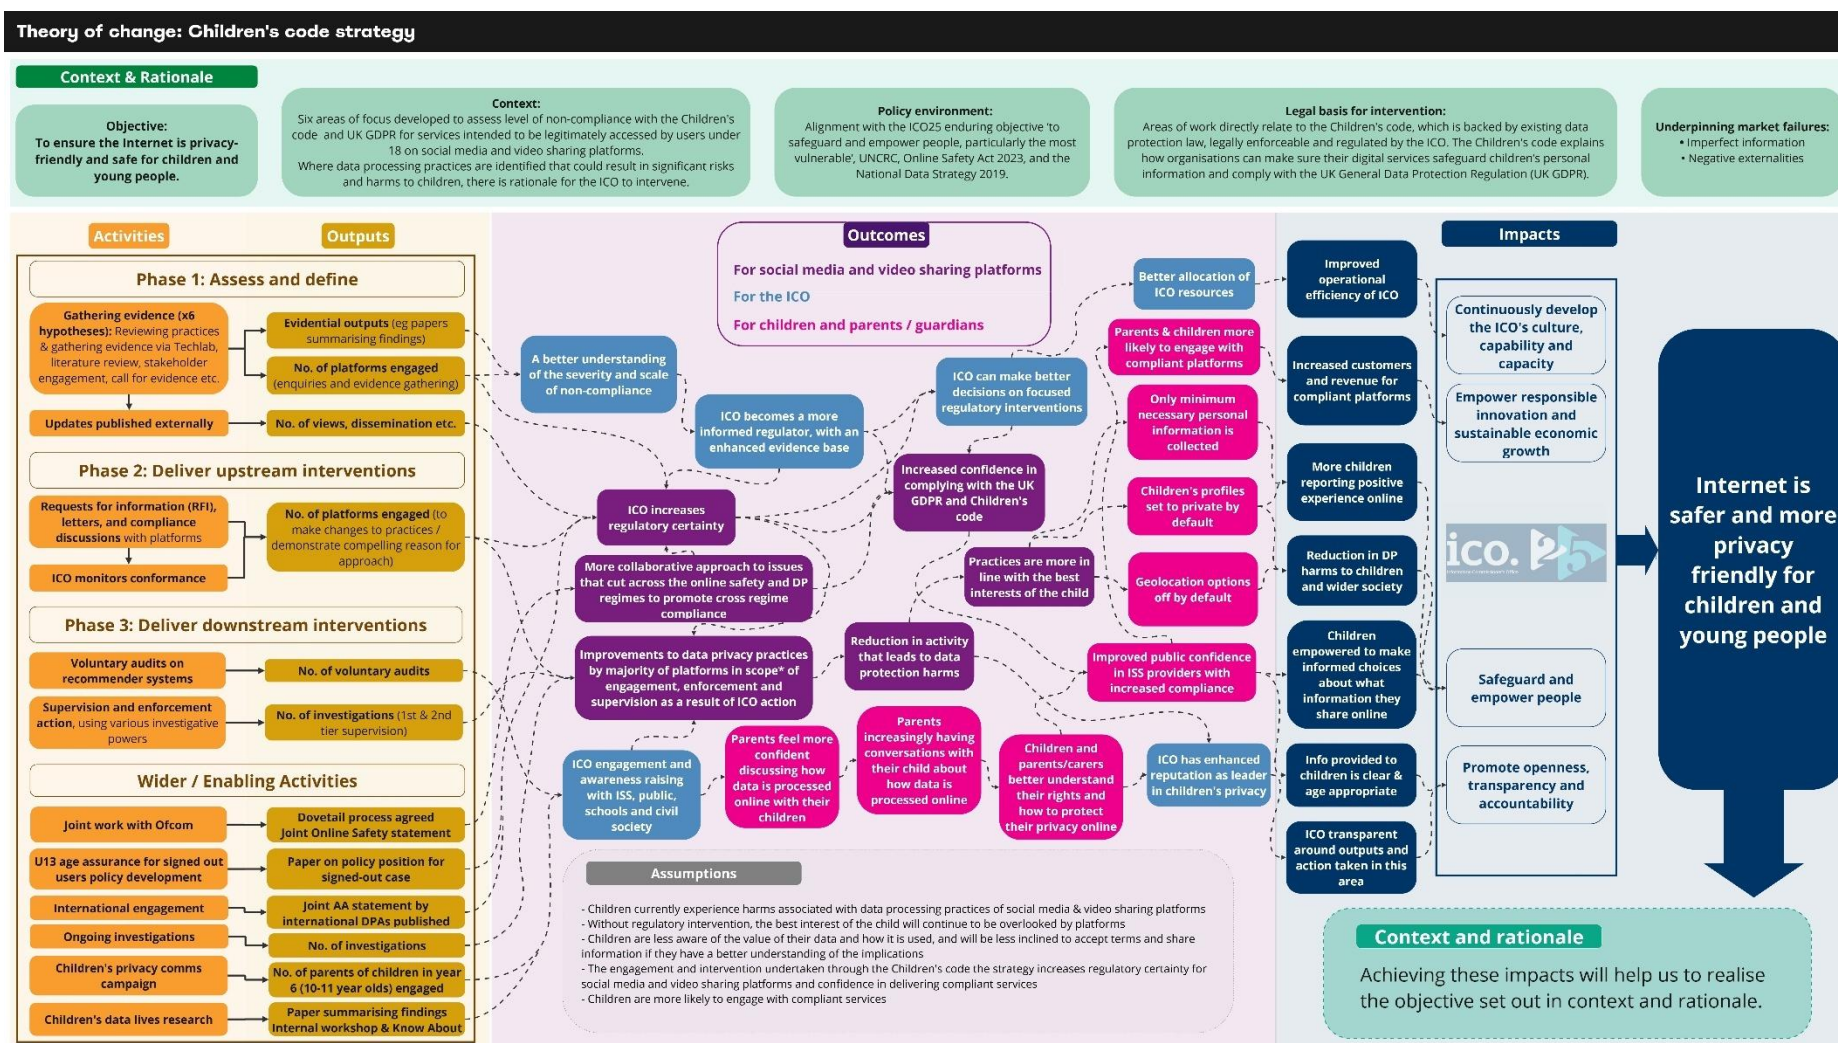 Theory of change: Children's code strategy
Context & Rationale
Objective:
To ensure the Internet is privacy-
friendly and safe for children and
young people.
Context:
Six areas of focus developed to assess level of non-compliance with the Children's
code and UK GDPR for services intended to be legitimately accessed by users under
18 on social media and video sharing platforms.
Where data processing practices are identified that could result in significant risks
and harms to children, there is rationale for the ICO to intervene.
Policy environment:
Alignment with the ICO25 enduring objective 'to
safeguard and empower people, particularly the most
vulnerable', UNCRC, Online Safety Act 2023, and the
National Data Strategy 2019.
Legal basis for intervention:
Areas of work directly relate to the Children's code, which is backed by existing data
protection law, legally enforceable and regulated by the ICO. The Children's code explains
how organisations can make sure their digital services safeguard children's personal
information and comply with the UK General Data Protection Regulation (UK GDPR).
Underpinning market failures:
• Imperfect information
• Negative externalities
Activities
Outputs
Phase 1: Assess and define
Gathering evidence (x6
hypotheses): Reviewing practices
& gathering evidence via Techlab,
literature review, stakeholder
engagement, call for evidence etc.
Evidential outputs (eg papers
summarising findings)
No. of platforms engaged
(enquiries and evidence gathering)
Updates published externally
No. of views, dissemination etc.
Phase 2: Deliver upstream interventions
Requests for information (RFI),
letters, and compliance
discussions with platforms
ICO monitors conformance
No. of platforms engaged (to
make changes to practices /
demonstrate compelling reason for
approach)
Phase 3: Deliver downstream interventions
Voluntary audits on
recommender systems
No. of voluntary audits
Supervision and enforcement
action, using various investigative
powers
No. of investigations (1st & 2nd
tier supervision)
Wider / Enabling Activities
Joint work with Ofcom
Dovetail process agreed
Joint Online Safety statement
U13 age assurance for signed out
users policy development
Paper on policy position for
signed-out case
International engagement
Joint AA statement by
international DPAs published
Ongoing investigations
No. of investigations
Children's privacy comms
campaign
No. of parents of children in year
6 (10-11 year olds) engaged
Children's data lives research
Paper summarising findings
Internal workshop & Know About
Outcomes
For social media and video sharing platforms
For the ICO
For children and parents / guardians
A better understanding
of the severity and scale
of non-compliance
ICO becomes a more
informed regulator, with an
enhanced evidence base
ICO increases
regulatory certainty
More collaborative approach to issues
that cut across the online safety and DP
regimes to promote cross regime
compliance
Improvements to data privacy practices
by majority of platforms in scope* of
engagement, enforcement and
supervision as a result of ICO action
ICO engagement and
awareness raising
with ISS, public,
schools and civil
society
Parents feel more
confident
discussing how
data is processed
online with their
children
Parents
increasingly having
conversations with
their child about
how data is
processed online
Children and
parents/carers
better understand
their rights and
how to protect
their privacy online
ICO has enhanced
reputation as leader
in children's privacy
Reduction in activity
that leads to data
protection harms
Improved public confidence
in ISS providers with
increased compliance
Practices are more in
line with the best
interests of the child
Increased confidence in
complying with the UK
GDPR and Children's
code
ICO can make better
decisions on focused
regulatory interventions
Better allocation of
ICO resources
Parents & children more
likely to engage with
compliant platforms
Only minimum
necessary personal
information is
collected
Children's profiles
set to private by
default
Geolocation options
off by default
Assumptions
- Children currently experience harms associated with data processing practices of social media & video sharing platforms
- Without regulatory intervention, the best interest of the child will continue to be overlooked by platforms
- Children are less aware of the value of their data and how it is used, and will be less inclined to accept terms and share
information if they have a better understanding of the implications
- The engagement and intervention undertaken through the Children's code the strategy increases regulatory certainty for
social media and video sharing platforms and confidence in delivering compliant services
- Children are more likely to engage with compliant services
Impacts
Improved
operational
efficiency of ICO
Increased customers
and revenue for
compliant platforms
More children
reporting positive
experience online
Reduction in DP
harms to children
and wider society
Children
empowered to make
informed choices
about what
information they
share online
Info provided to
children is clear &
age appropriate
ICO transparent
around outputs and
action taken in this
area
Continuously develop
the ICO's culture,
capability and
capacity
Empower responsible
innovation and
sustainable economic
growth
ico. 25
Safeguard and
empower people
Promote openness,
transparency and
accountability
Internet is
safer and more
privacy
friendly for
children and
young people
Context and rationale
Achieving these impacts will help us to realise
the objective set out in context and rationale.